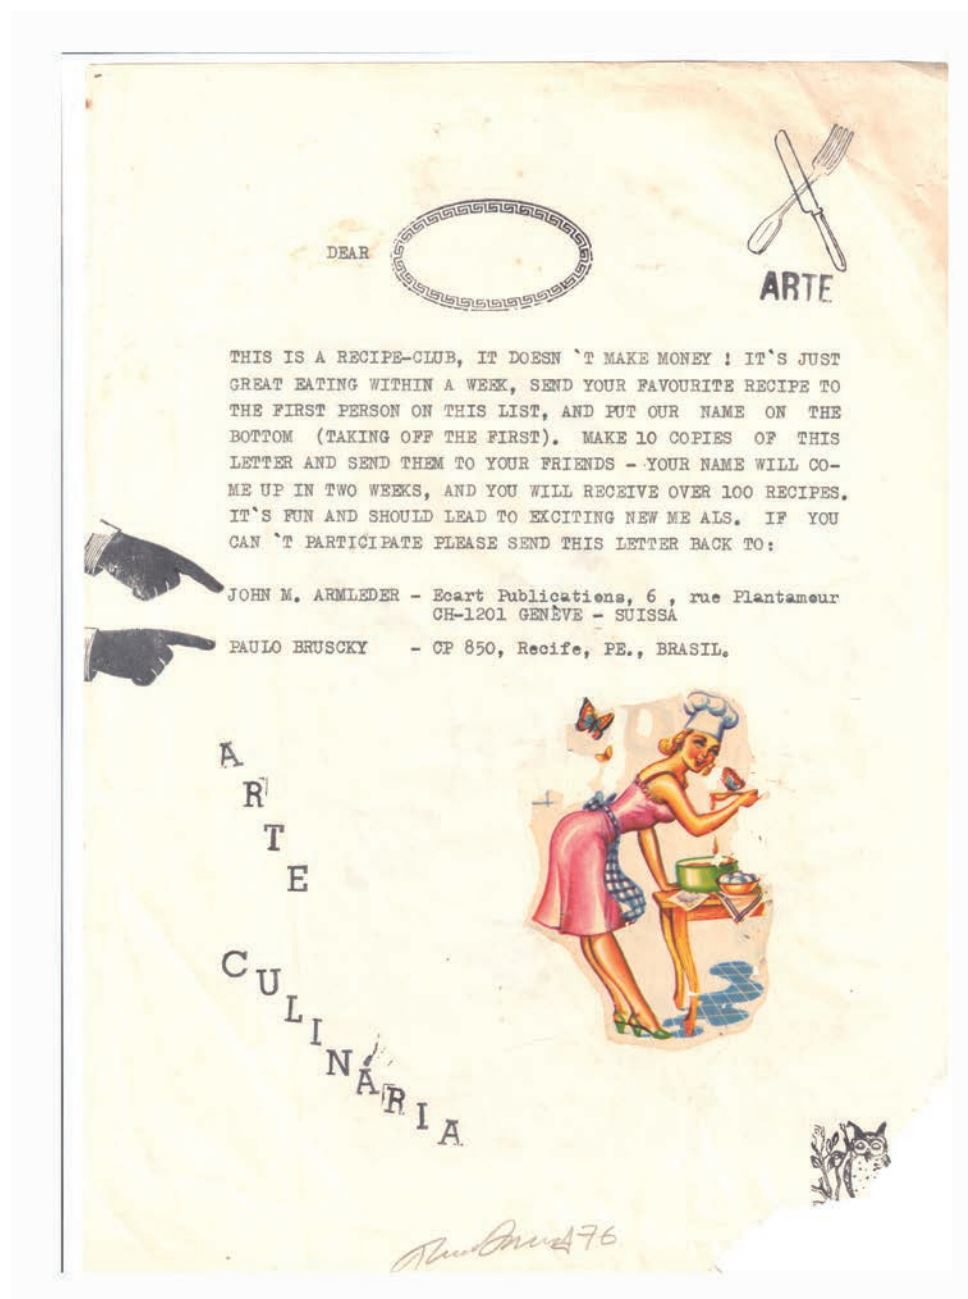 DEAR
ARTE
THIS IS A RECIPE-CLUB, IT DOESN 'T MAKE MONEY ! IT'S JUST
GREAT EATING WITHIN A WEEK, SEND YOUR FAVOURITE RECIPE TO
THE FIRST PERSON ON THIS LIST, AND PUT OUR NAME ON THE
BOTTOM (TAKING OFF THE FIRST). MAKE 10 COPIES OF THIS
LETTER AND SEND THEM TO YOUR FRIENDS - YOUR NAME WILL CO-
ME UP IN TWO WEEKS, AND YOU WILL RECEIVE OVER 100 RECIPES.
IT'S FUN AND SHOULD LEAD TO EXCITING NEW ME ALS. IF YOU
CAN 'T PARTICIPATE PLEASE SEND THIS LETTER BACK TO:
JOHN M. ARMLEDER - Ecart Publications, 6 , rue Plantamour
CH-1201 GENÈVE - SUISSA
PAULO BRUSCKY - CP 850, Recife, PE., BRASIL.
ARTE
CULINÁRIA
76